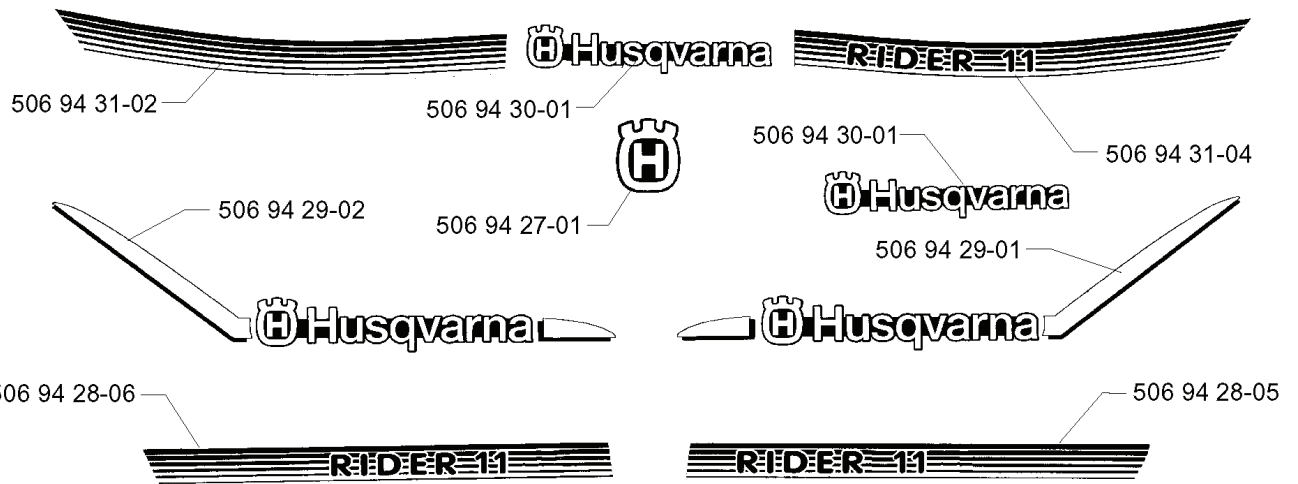 Husqvarna
RIDER 11
506 94 31-02
506 94 30-01
506 94 30-01
506 94 31-04
H
Husqvarna
506 94 29-02
506 94 27-01
506 94 29-01
Husqvarna
Husqvarna
506 94 28-06
506 94 28-05
RIDER 11
RIDER 11